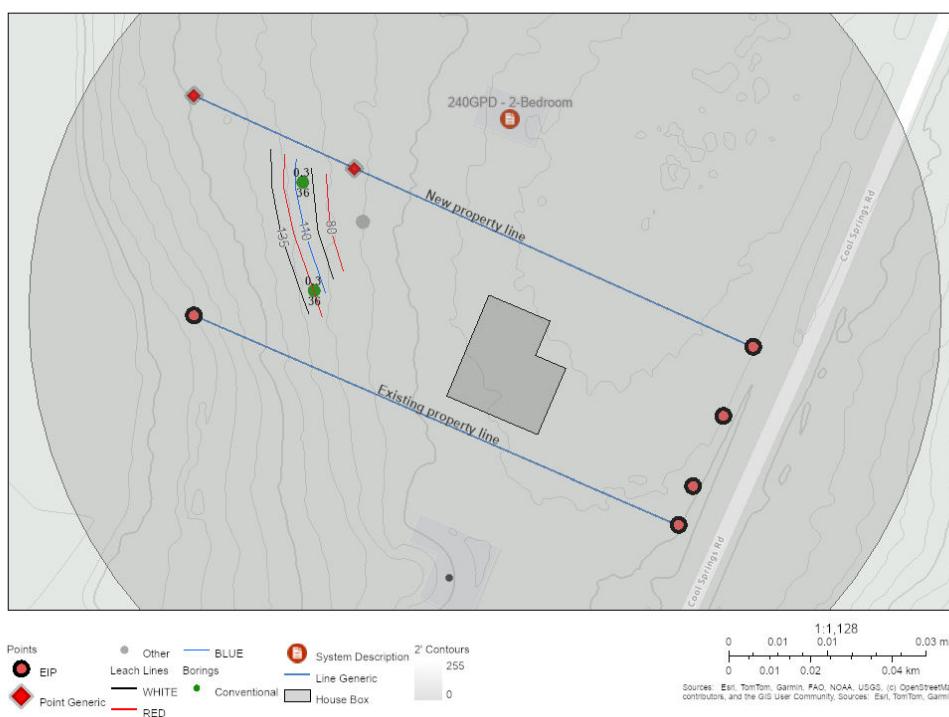 240GPD - 2-Bedroom
New property line
Cool Springs Rd
0.3
36
135
110
80
0.3
36
Existing property line
Cool Springs Rd
Points
EIP
Point Generic
Other
Leach Lines
WHITE
RED
BLUE
Borings
Conventional
System Description
Line Generic
House Box
2' Contours
255
0
1:1,128
0 0.01 0.01 0.03 m
0 0.01 0.02 0.04 km
Sources: Esri, TomTom, Garmin, FAO, NOAA, USGS, (c) OpenStreetMa
contributors, and the GIS User Community, Sources: Esri, TomTom, Garmi